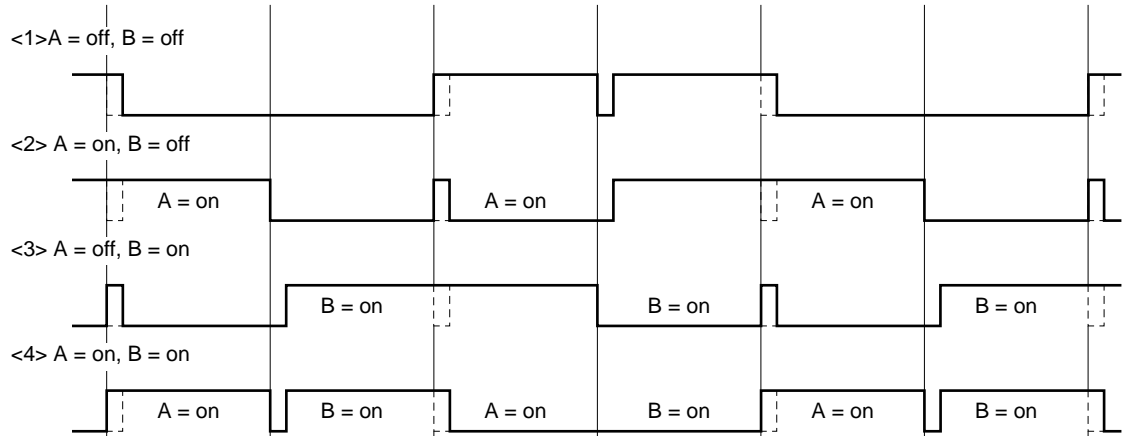 <1>A = off, B = off
<2> A = on, B = off
A = on
A = on
A = on
<3> A = off, B = on
B = on
B = on
B = on
<4> A = on, B = on
A = on
B = on
A = on
B = on
A = on
B = on